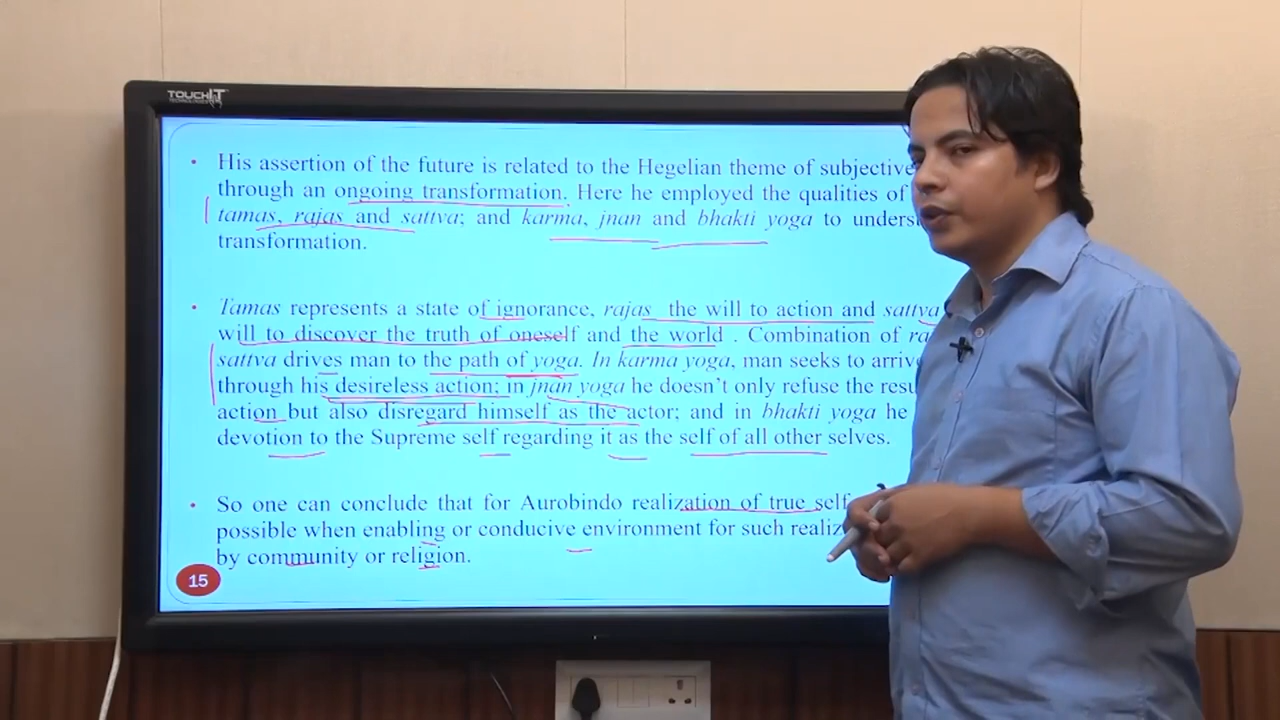 TOUCHIT
TECHNOLOGIES
• His assertion of the future is related to the Hegelian theme of subjective
through an ongoing transformation. Here he employed the qualities of
tamas, rajas and sattva; and karma, jnan and bhakti yoga to
transformation.
• Tamas represents a state of ignorance, rajas the will to action and sattva
will to discover the truth of oneself and the world . Combination of
sattva drives man to the path of yoga. In karma yoga, man seeks to
through his desireless action; in jnan yoga he doesn't only refuse the
action but also disregard himself as the actor; and in bhakti yoga he
devotion to the Supreme self regarding it as the self of all other selves.
• So one can conclude that for Aurobindo realization of true self
possible when enabling or conducive environment for such
by community or religion.
15